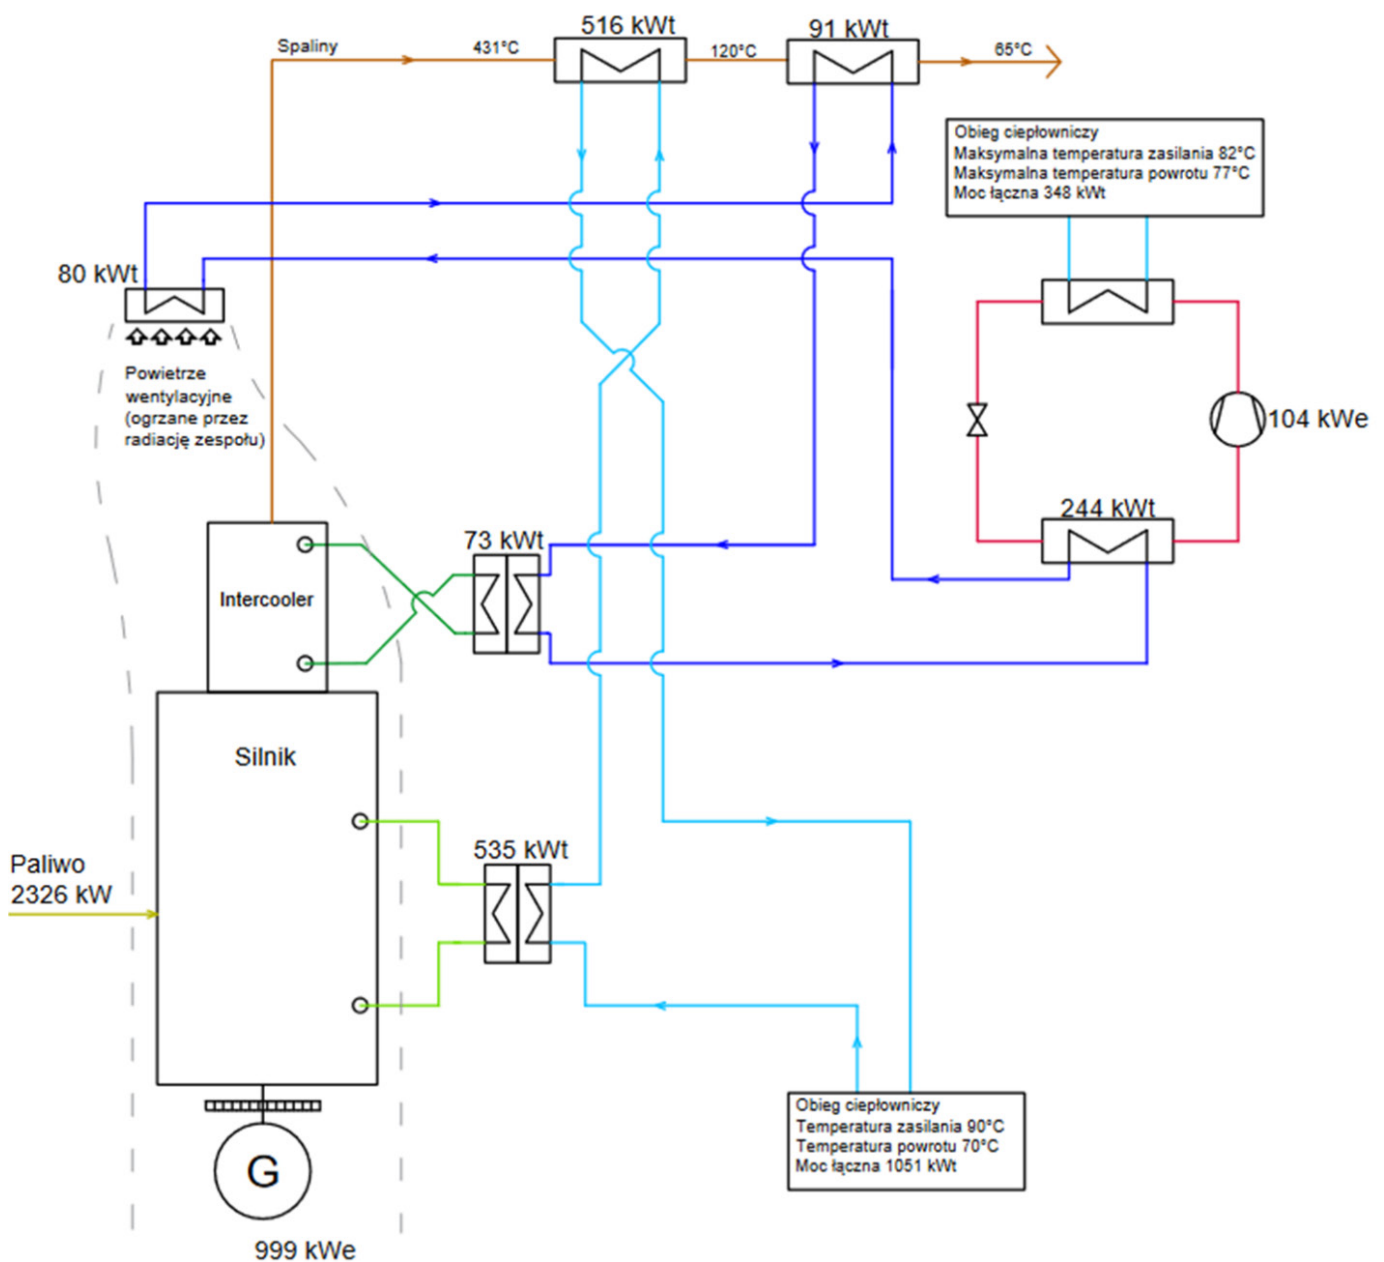 516 kWt
91 kWt
Spaliny
431°C
120°C
65°C
Obieg ciepłowniczy
Maksymalna temperatura zasilania 82°C
Maksymalna temperatura powrotu 77°C
Moc łączna 348 kWt
80 kWt
Powietrze
wentylacyjne
(ogrzane przez
radiację zespołu)
104 kWe
244 kWt
73 kWt
Intercooler
Silnik
535 kWt
Paliwo
2326 kW
Obieg ciepłowniczy
Temperatura zasilania 90°C
Temperatura powrotu 70°C
Moc łączna 1051 kWt
G
999 kWe